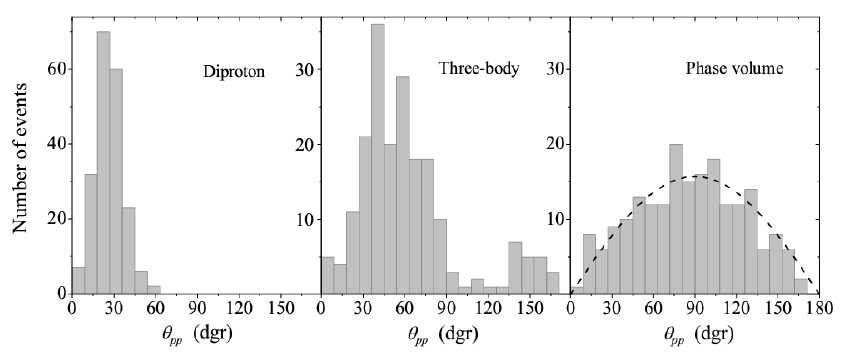 Number of events
60
40
20
0
Diproton
0 30 60 90 120 150
θpp (dgr)
30
20
10
Three-body
0 30 60 90 120 150
θpp (dgr)
30
20
10
Phase volume
0 30 60 90 120 150 180
θpp (dgr)